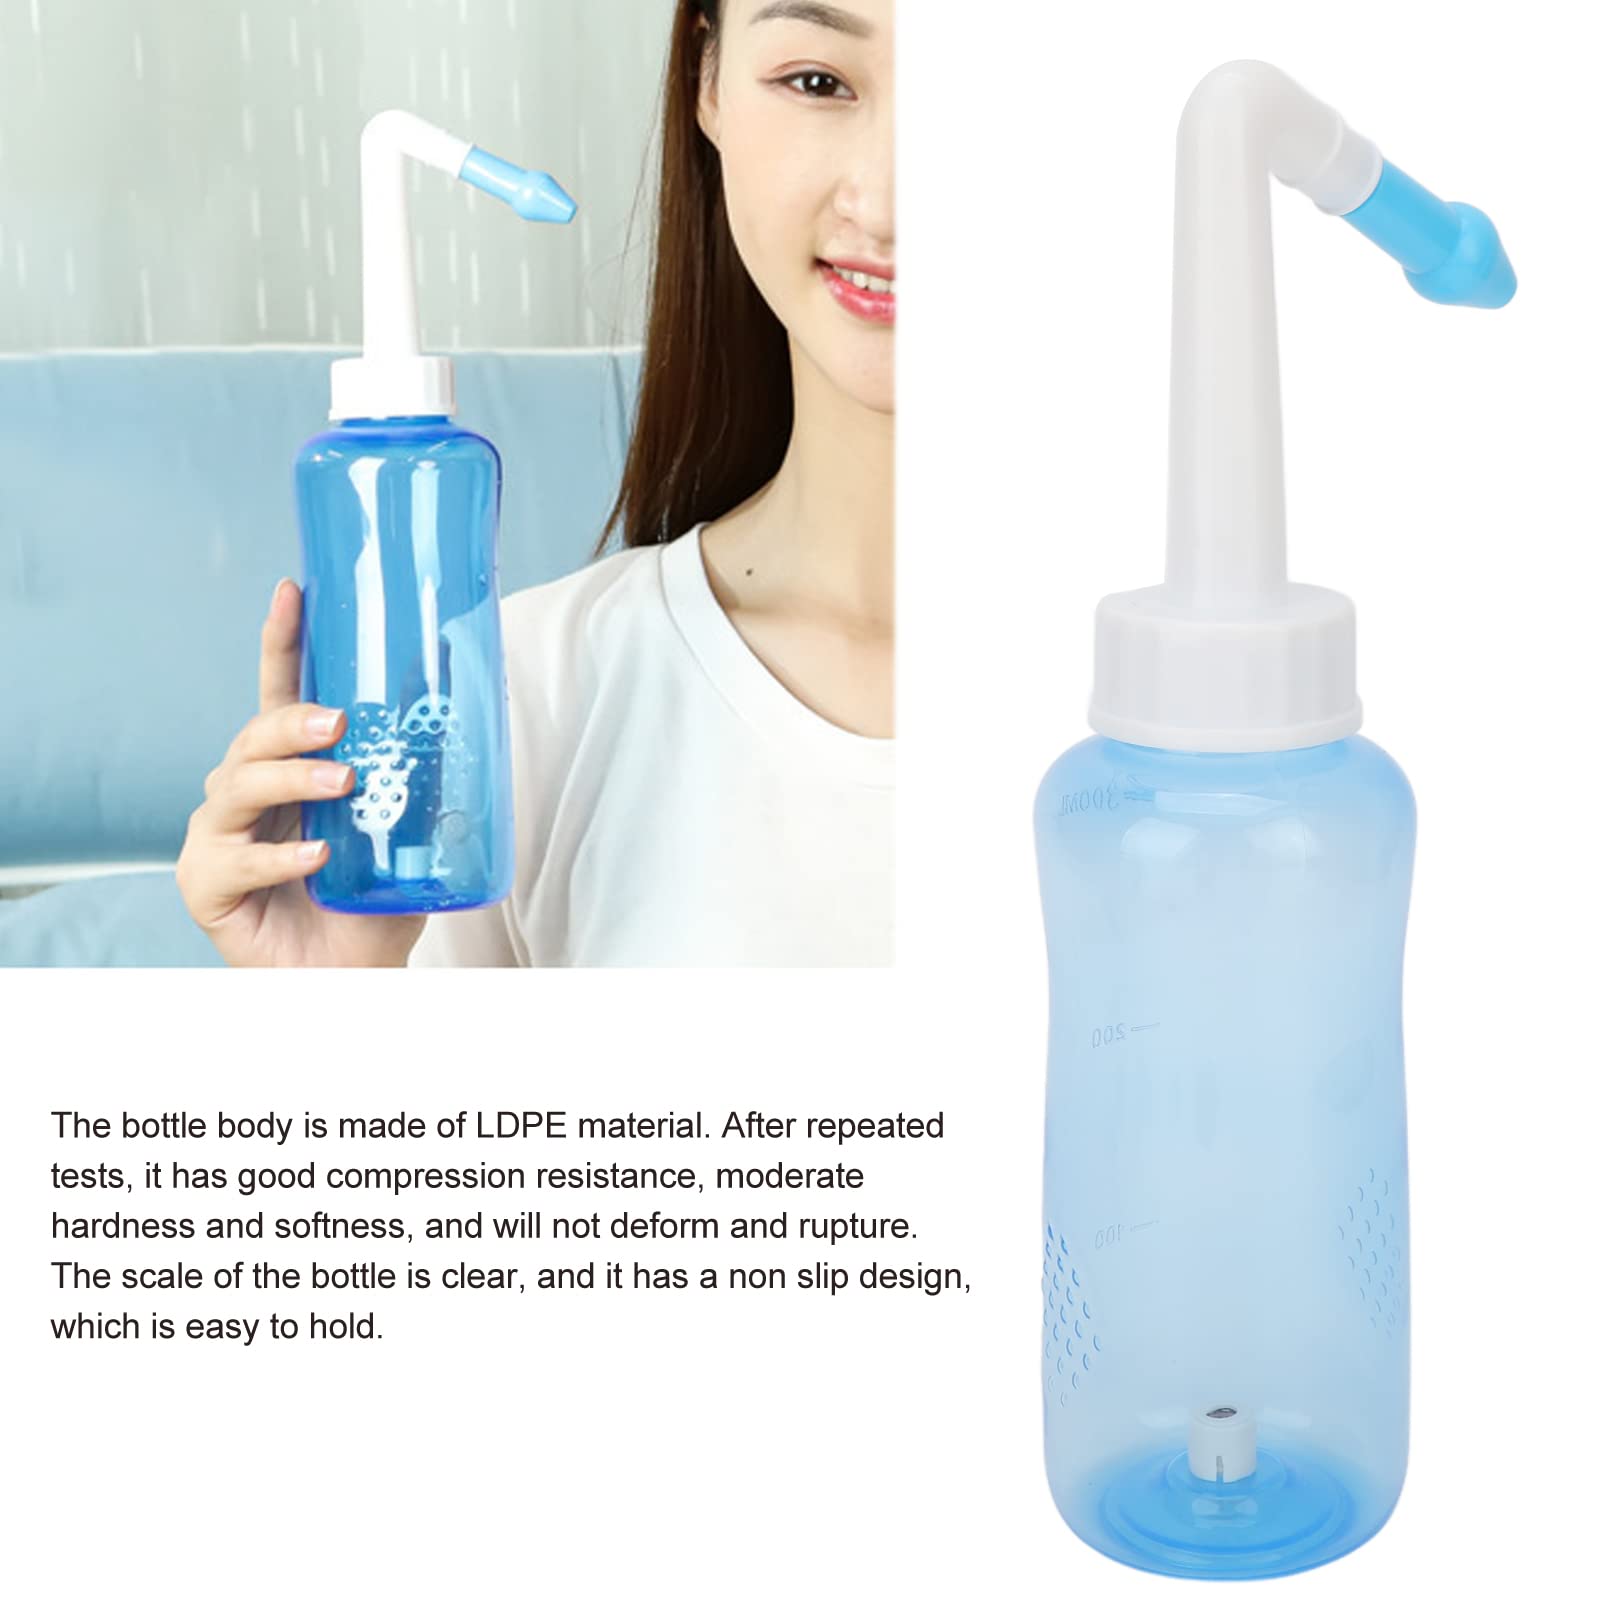 300ML
200
100
The bottle body is made of LDPE material. After repeated
tests, it has good compression resistance, moderate
hardness and softness, and will not deform and rupture.
The scale of the bottle is clear, and it has a non slip design,
which is easy to hold.